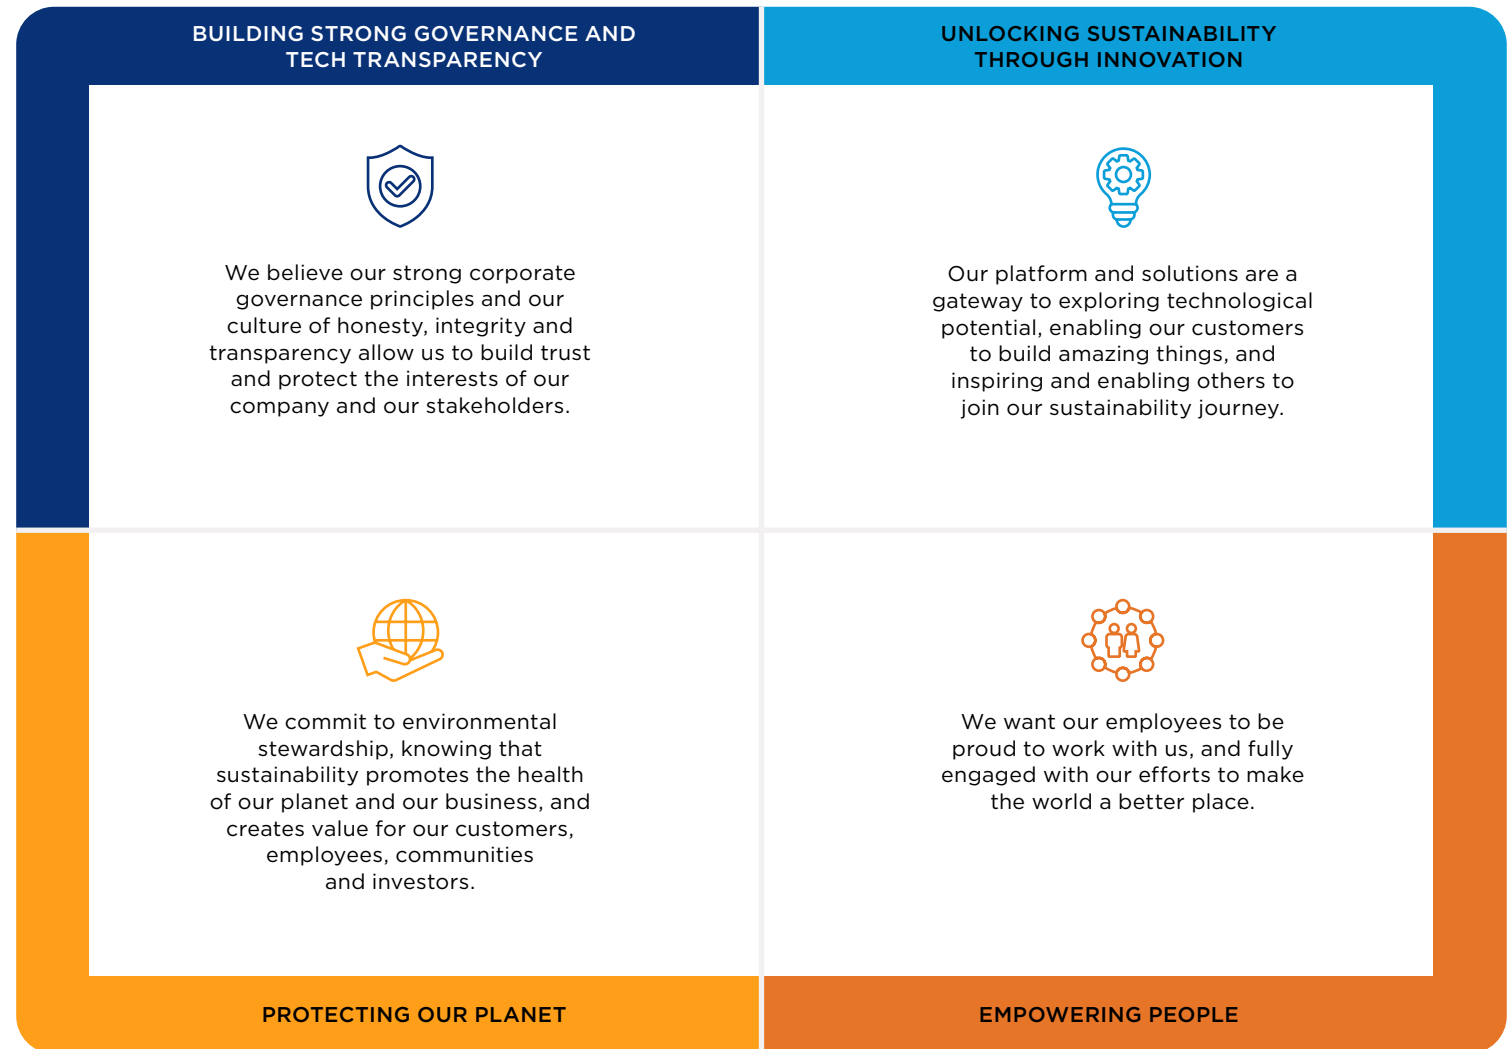 BUILDING STRONG GOVERNANCE AND
TECH TRANSPARENCY
We believe our strong corporate
governance principles and our
culture of honesty, integrity and
transparency allow us to build trust
and protect the interests of our
company and our stakeholders.
UNLOCKING SUSTAINABILITY
THROUGH INNOVATION
Our platform and solutions are a
gateway to exploring technological
potential, enabling our customers
to build amazing things, and
inspiring and enabling others to
join our sustainability journey.
We commit to environmental
stewardship, knowing that
sustainability promotes the health
of our planet and our business, and
creates value for our customers,
employees, communities
and investors.
PROTECTING OUR PLANET
We want our employees to be
proud to work with us, and fully
engaged with our efforts to make
the world a better place.
EMPOWERING PEOPLE